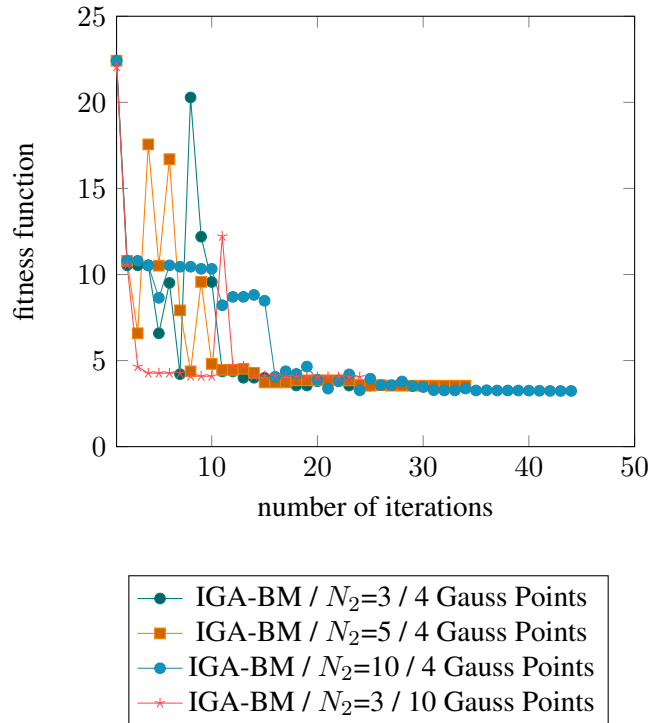 25
20
15
10
5
0
fitness function
10 20 30 40 50
number of iterations
IGA-BM / N₂=3 / 4 Gauss Points
IGA-BM / N₂=5 / 4 Gauss Points
IGA-BM / N₂=10 / 4 Gauss Points
IGA-BM / N₂=3 / 10 Gauss Points